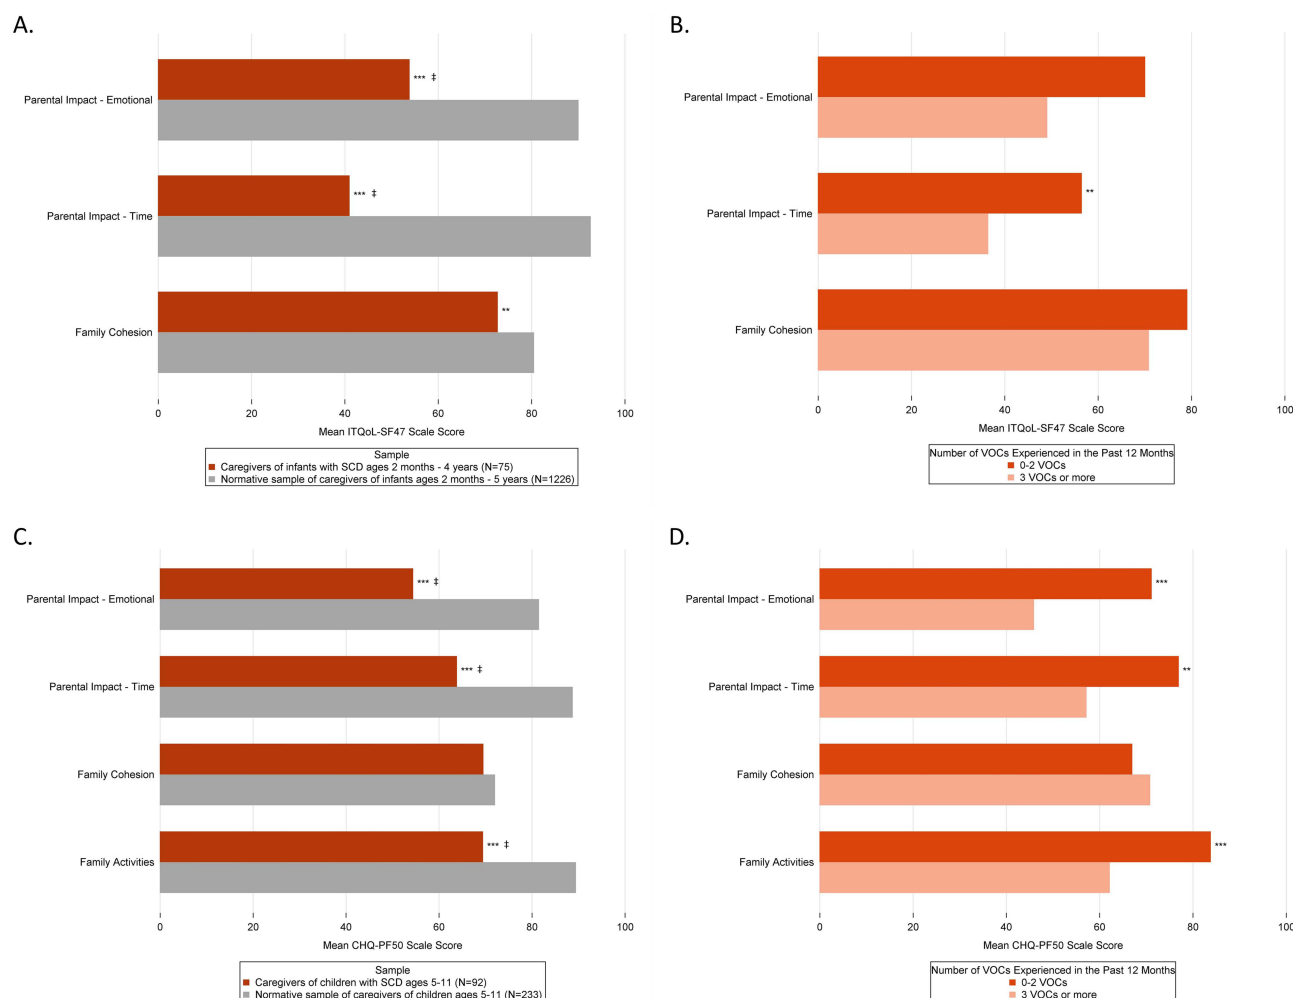 A.
Parental Impact - Emotional
*** ‡
Parental Impact - Time
*** ‡
Family Cohesion
**
0 20 40 60 80 100
Mean ITQoL-SF47 Scale Score
Sample
Caregivers of infants with SCD ages 2 months - 4 years (N=75)
Normative sample of caregivers of infants ages 2 months - 5 years (N=1226)
B.
Parental Impact - Emotional
Parental Impact - Time
**
Family Cohesion
0 20 40 60 80 100
Mean ITQoL-SF47 Scale Score
Number of VOCs Experienced in the Past 12 Months
0-2 VOCs
3 VOCs or more
C.
Parental Impact - Emotional
*** ‡
Parental Impact - Time
*** ‡
Family Cohesion
Family Activities
*** ‡
0 20 40 60 80 100
Mean CHQ-PF50 Scale Score
Sample
Caregivers of children with SCD ages 5-11 (N=92)
Normative sample of caregivers of children ages 5-11 (N=233)
D.
Parental Impact - Emotional
***
Parental Impact - Time
**
Family Cohesion
Family Activities
***
0 20 40 60 80 100
Mean CHQ-PF50 Scale Score
Number of VOCs Experienced in the Past 12 Months
0-2 VOCs
3 VOCs or more